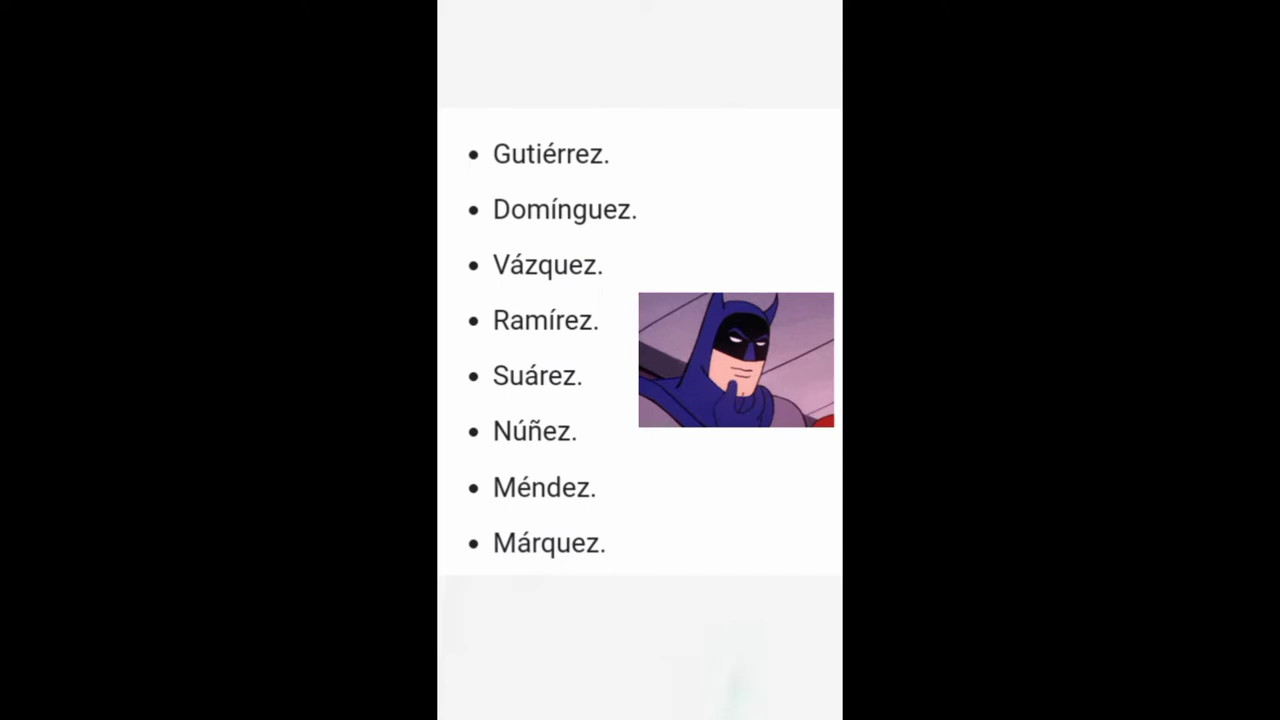 • Gutiérrez.
• Domínguez.
• Vázquez.
• Ramírez.
• Suárez.
• Núñez.
• Méndez.
• Márquez.